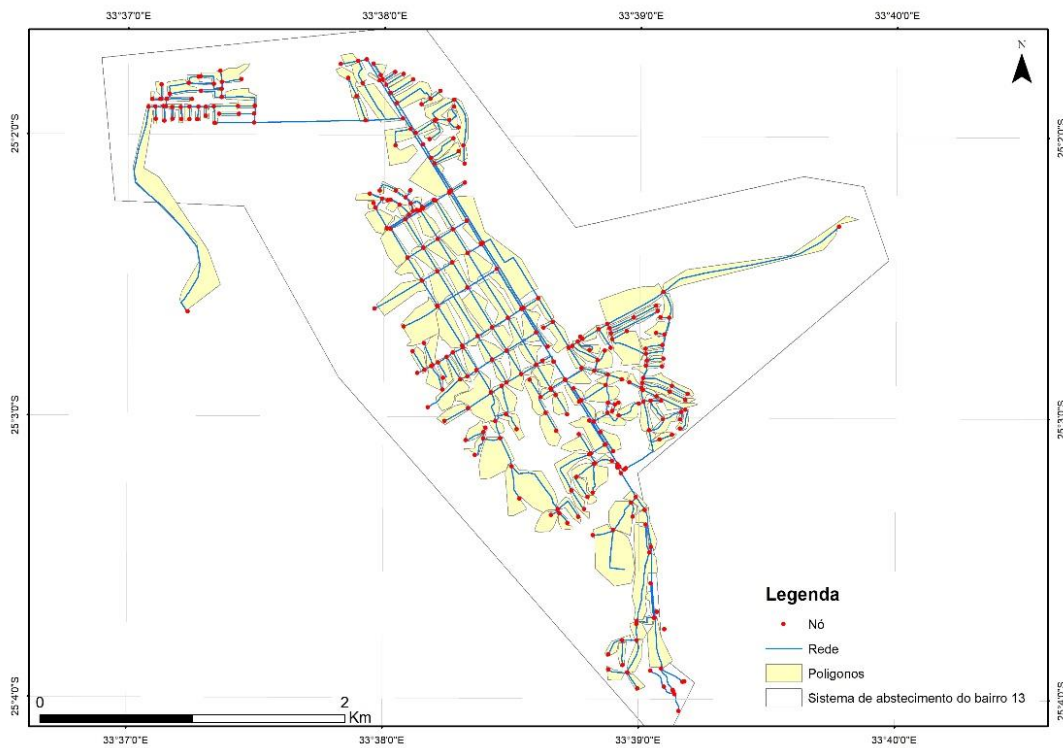 33°37'0"E 33°38'0"E 33°39'0"E 33°40'0"E
N
25°2'0"S 25°2'0"S
25°3'0"S 25°3'0"S
Legenda
Nó
Rede
Poligonos
Sistema de abstecimento do bairro 13
25°4'0"S 25°4'0"S
0 2
Km
33°37'0"E 33°38'0"E 33°39'0"E 33°40'0"E